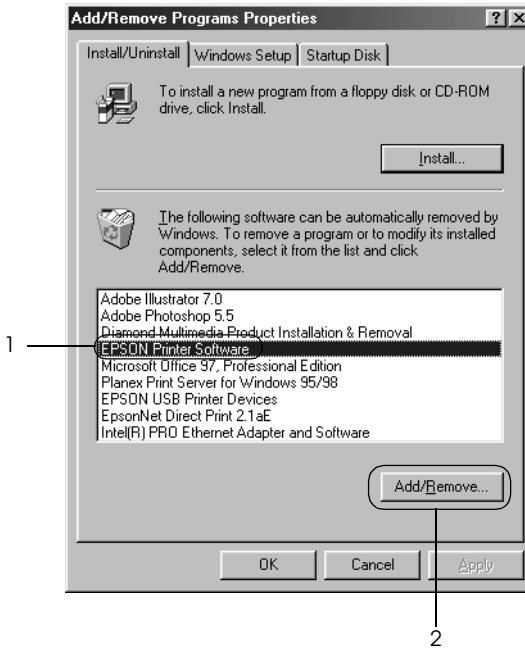 Add/Remove Programs Properties
Install/Uninstall Windows Setup Startup Disk
To install a new program from a floppy disk or CD-ROM
drive, click Install.
Install...
The following software can be automatically removed by
Windows. To remove a program or to modify its installed
components, select it from the list and click
Add/Remove.
Adobe Illustrator 7.0
Adobe Photoshop 5.5
Diamond Multimedia Product Installation & Removal
1
EPSON Printer Software
Microsoft Office 97, Professional Edition
Planex Print Server for Windows 95/98
EPSON USB Printer Devices
EpsonNet Direct Print 2.1aE
Intel(R) PRO Ethernet Adapter and Software
Add/Remove...
OK Cancel Apply
2